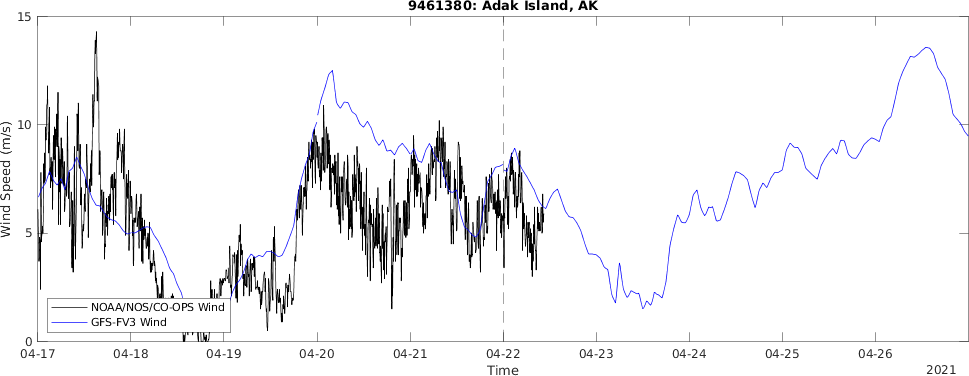 9461380: Adak Island, AK
15
10
5
0
Wind Speed (m/s)
NOAA/NOS/CO-OPS Wind
GFS-FV3 Wind
04-17 04-18 04-19 04-20 04-21 04-22 04-23 04-24 04-25 04-26
Time
2021